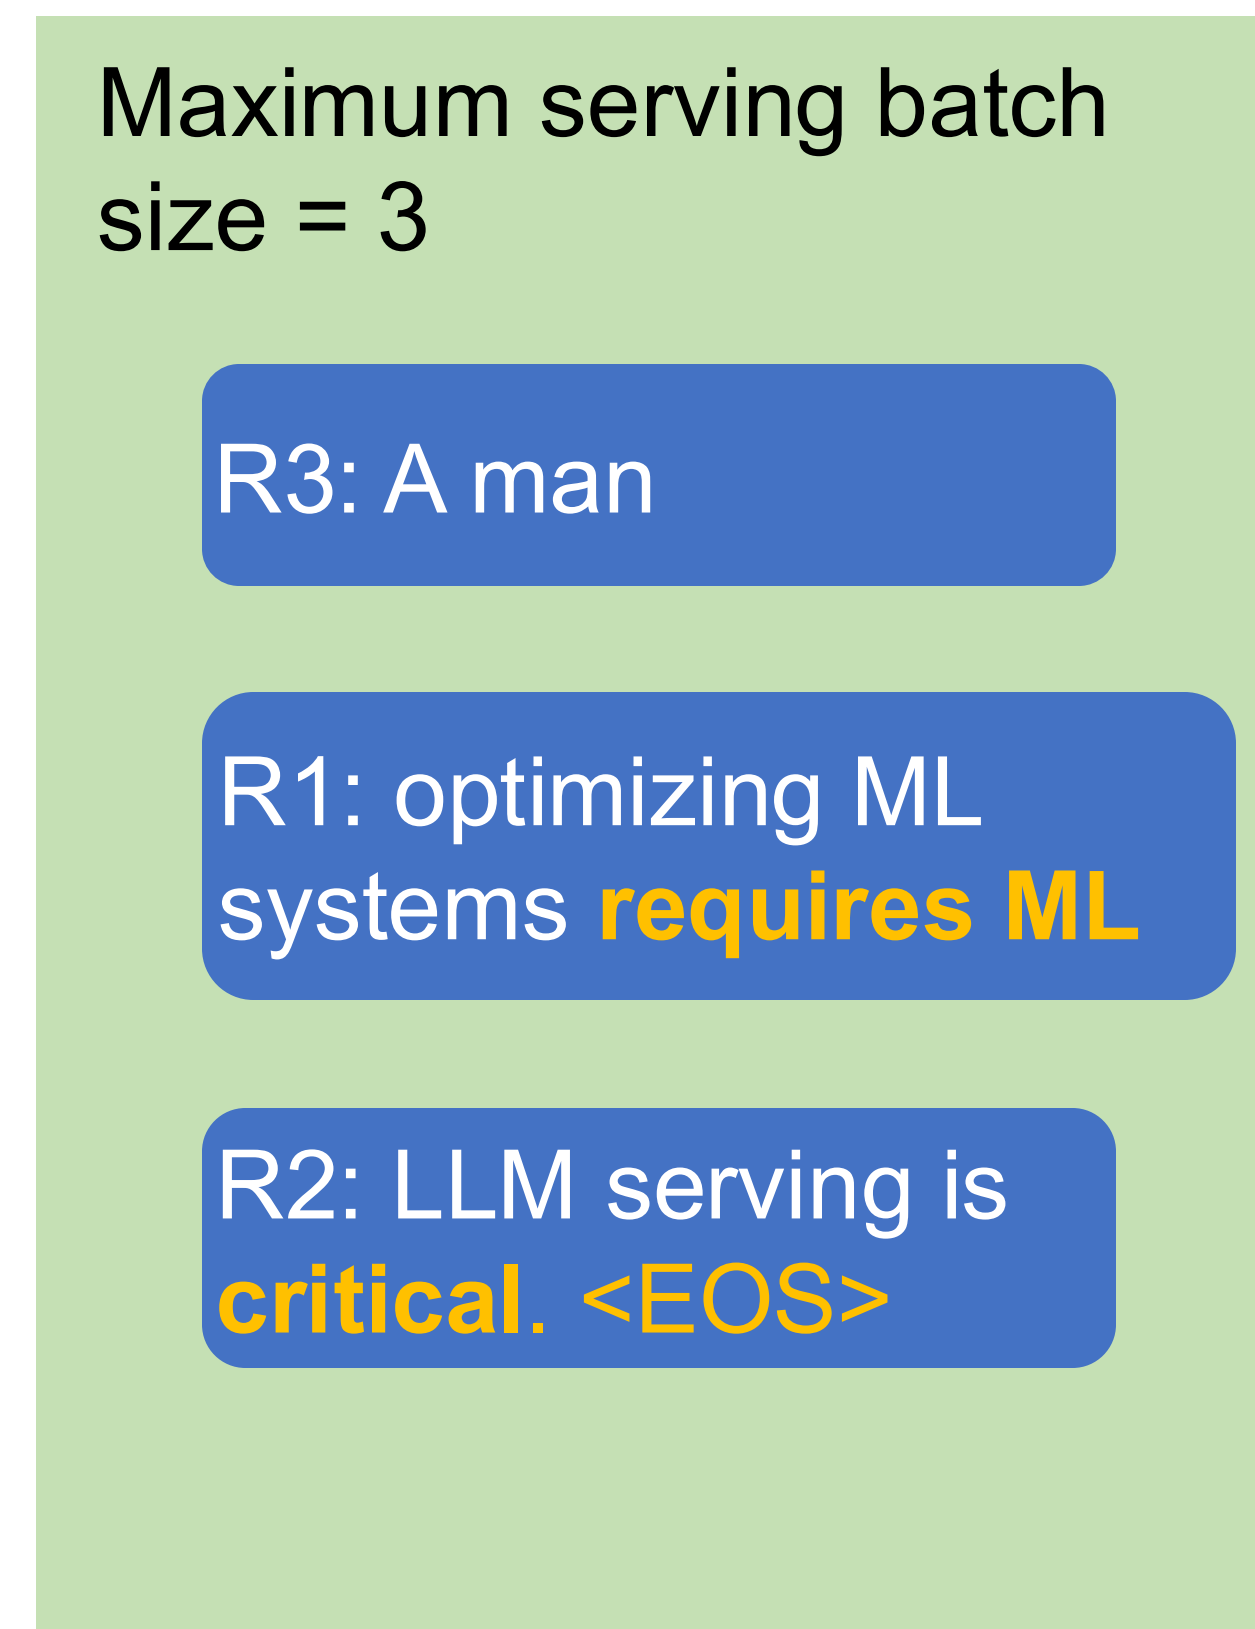 Maximum serving batch
size = 3
R3: A man
R1: optimizing ML
systems requires ML
R2: LLM serving is
critical. <EOS>